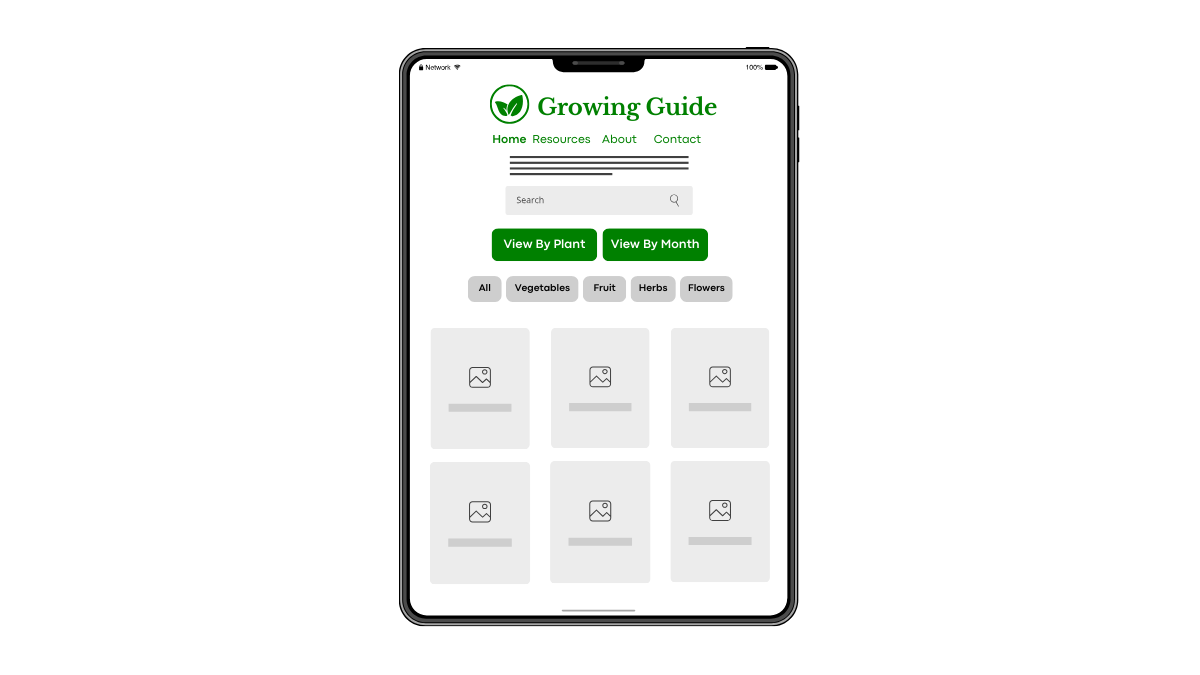 Network 100%
Growing Guide
Home Resources About Contact
Search
View By Plant View By Month
All Vegetables Fruit Herbs Flowers